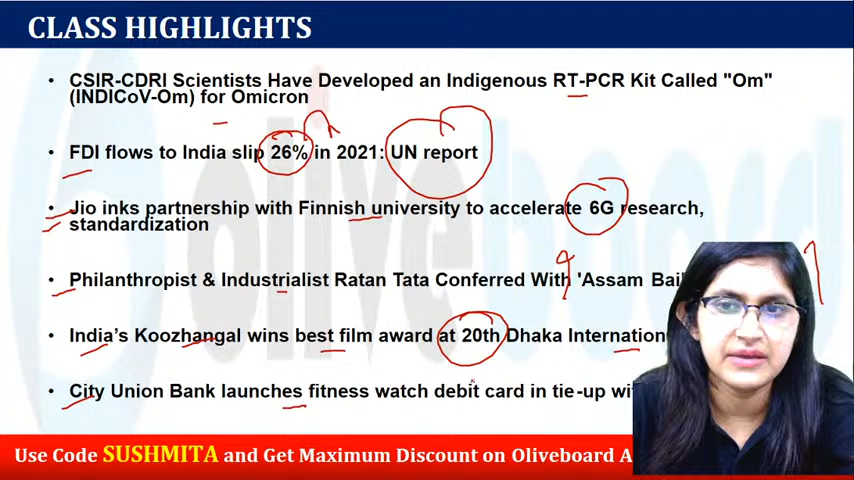 CLASS HIGHLIGHTS
• CSIR-CDRI Scientists Have Developed an Indigenous RT-PCR Kit Called "Om"
(INDICoV-Om) for Omicron
• FDI flows to India slip 26% in 2021: UN report
• Jio inks partnership with Finnish university to accelerate 6G research,
standardization
• Philanthropist & Industrialist Ratan Tata Conferred With 'Assam
• India's Koozhangal wins best film award at 20th Dhaka
• City Union Bank launches fitness watch debit card in tie-up
Use Code SUSHMITA and Get Maximum Discount on Oliveboard
oliveboard